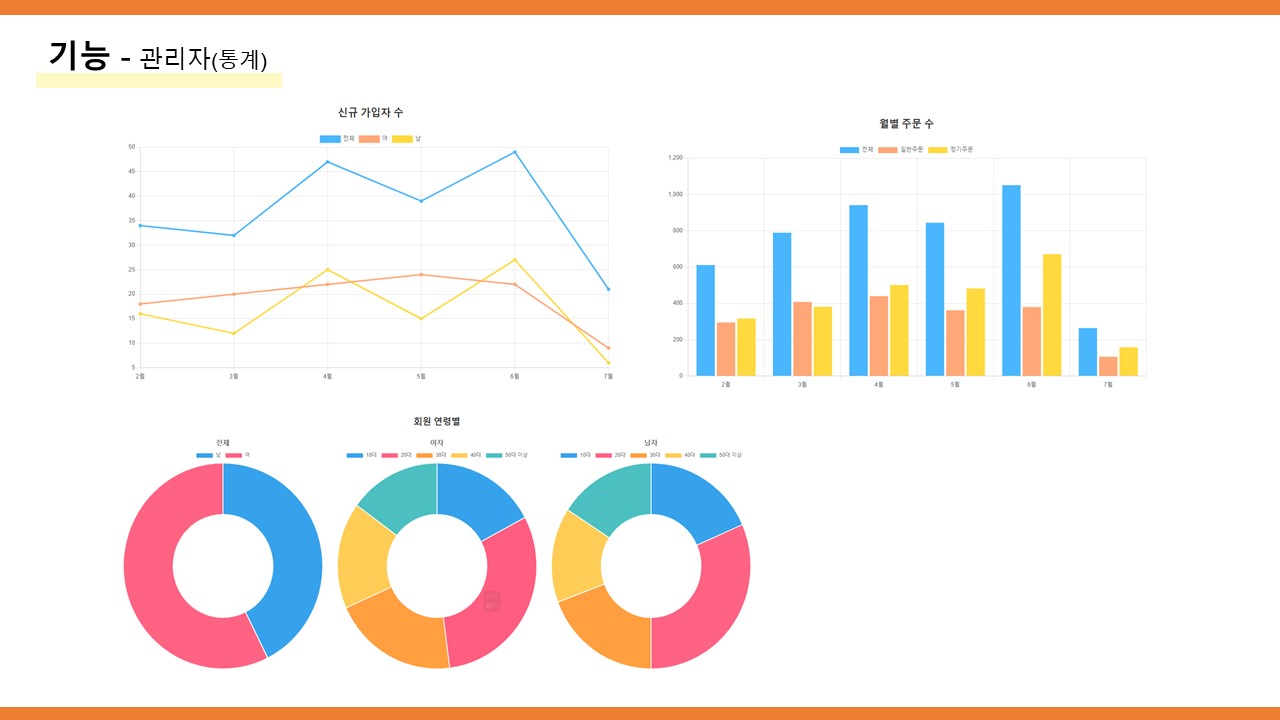 기능 - 관리자(통계)
신규 가입자 수
전체 여 남
50
45
40
35
30
25
20
15
10
5
2월 3월 4월 5월 6월 7월
월별 주문 수
전체 일반주문 정기주문
1,200
1,000
800
600
400
200
0
2월 3월 4월 5월 6월 7월
회원 연령별
전체
남 여
여자
10대 20대 30대 40대 50대 이상
남자
10대 20대 30대 40대 50대 이상